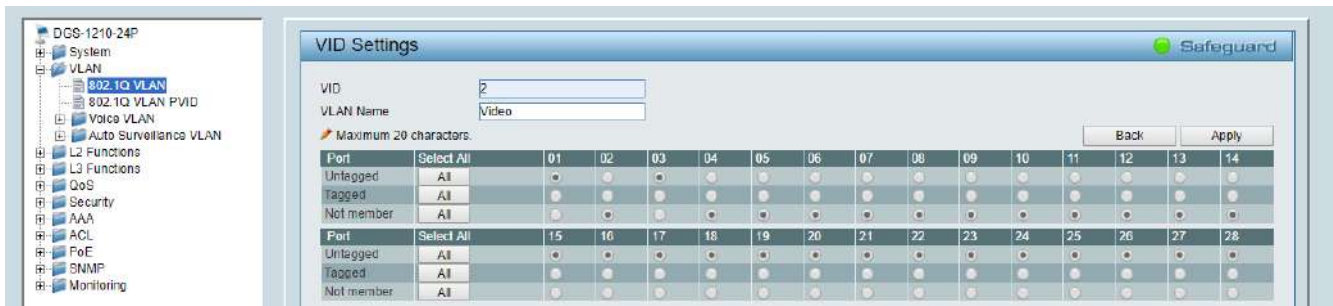 DGS-1210-24P
System
VLAN
802.1Q VLAN
802.1Q VLAN PVID
Voice VLAN
Auto Surveillance VLAN
L2 Functions
L3 Functions
QoS
Security
AAA
ACL
PoE
SNMP
Monitoring
VID Settings Safeguard
VID 2
VLAN Name Video
Maximum 20 characters.
Back Apply
Port Select All 01 02 03 04 05 06 07 08 09 10 11 12 13 14
Untagged All
Tagged All
Not member All
Port Select All 15 16 17 18 19 20 21 22 23 24 25 26 27 28
Untagged All
Tagged All
Not member All